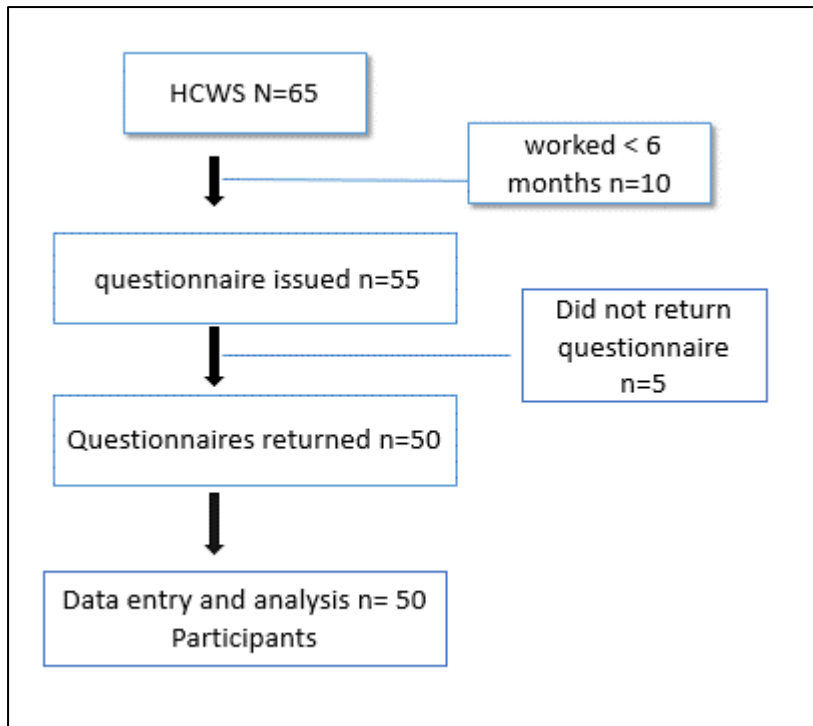 HCWS N=65
worked < 6
months n=10
questionnaire issued n=55
Did not return
questionnaire
n=5
Questionnaires returned n=50
Data entry and analysis n= 50
Participants